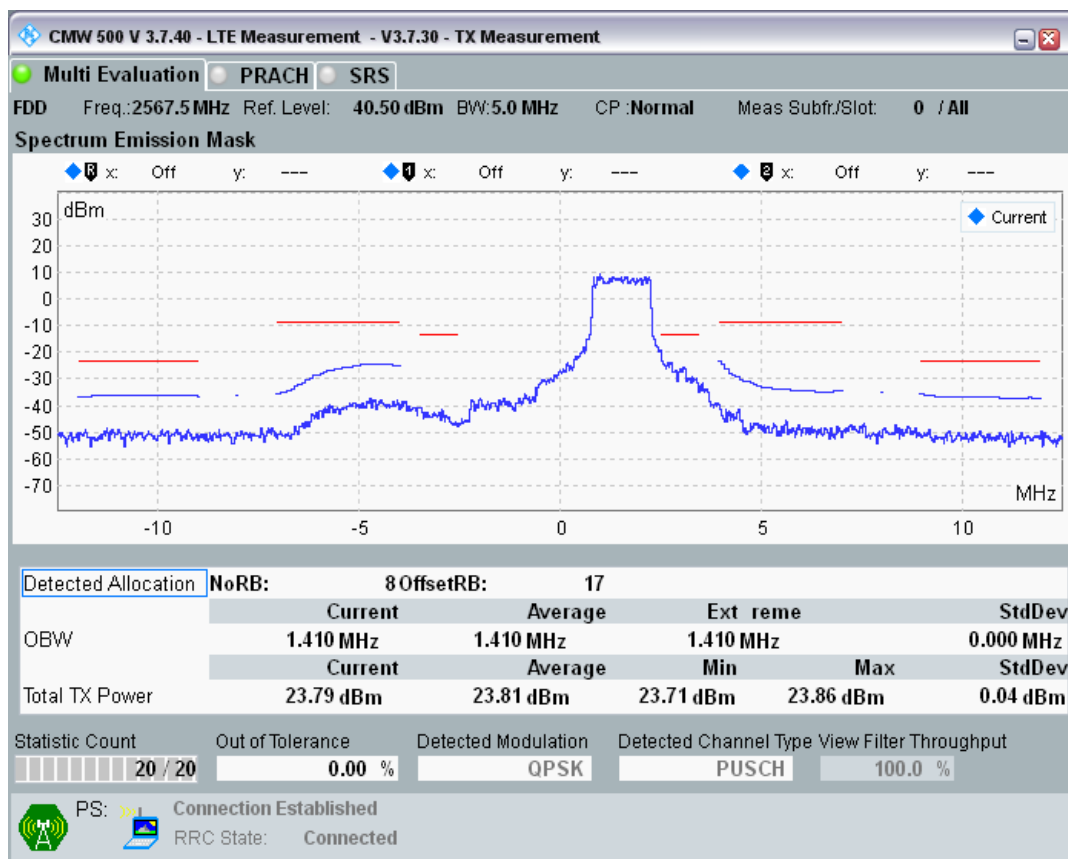 CMW 500 V 3.7.40 - LTE Measurement - V3.7.30 - TX Measurement
Multi Evaluation PRACH SRS
FDD Freq.:2567.5 MHz Ref. Level: 40.50 dBm BW:5.0 MHz CP :Normal Meas Subfr./Slot: 0 / All
Spectrum Emission Mask
R x: Off y: --- 1 x: Off y: --- 2 x: Off y: ---
dBm
Current
30
20
10
0
-10
-20
-30
-40
-50
-60
-70
MHz
-10 -5 0 5 10
Detected Allocation NoRB: 8 OffsetRB: 17
Current Average Ext reme StdDev
OBW 1.410 MHz 1.410 MHz 1.410 MHz 0.000 MHz
Current Average Min Max StdDev
Total TX Power 23.79 dBm 23.81 dBm 23.71 dBm 23.86 dBm 0.04 dBm
Statistic Count Out of Tolerance Detected Modulation Detected Channel Type View Filter Throughput
20 / 20 0.00 % QPSK PUSCH 100.0 %
PS: Connection Established
RRC State: Connected